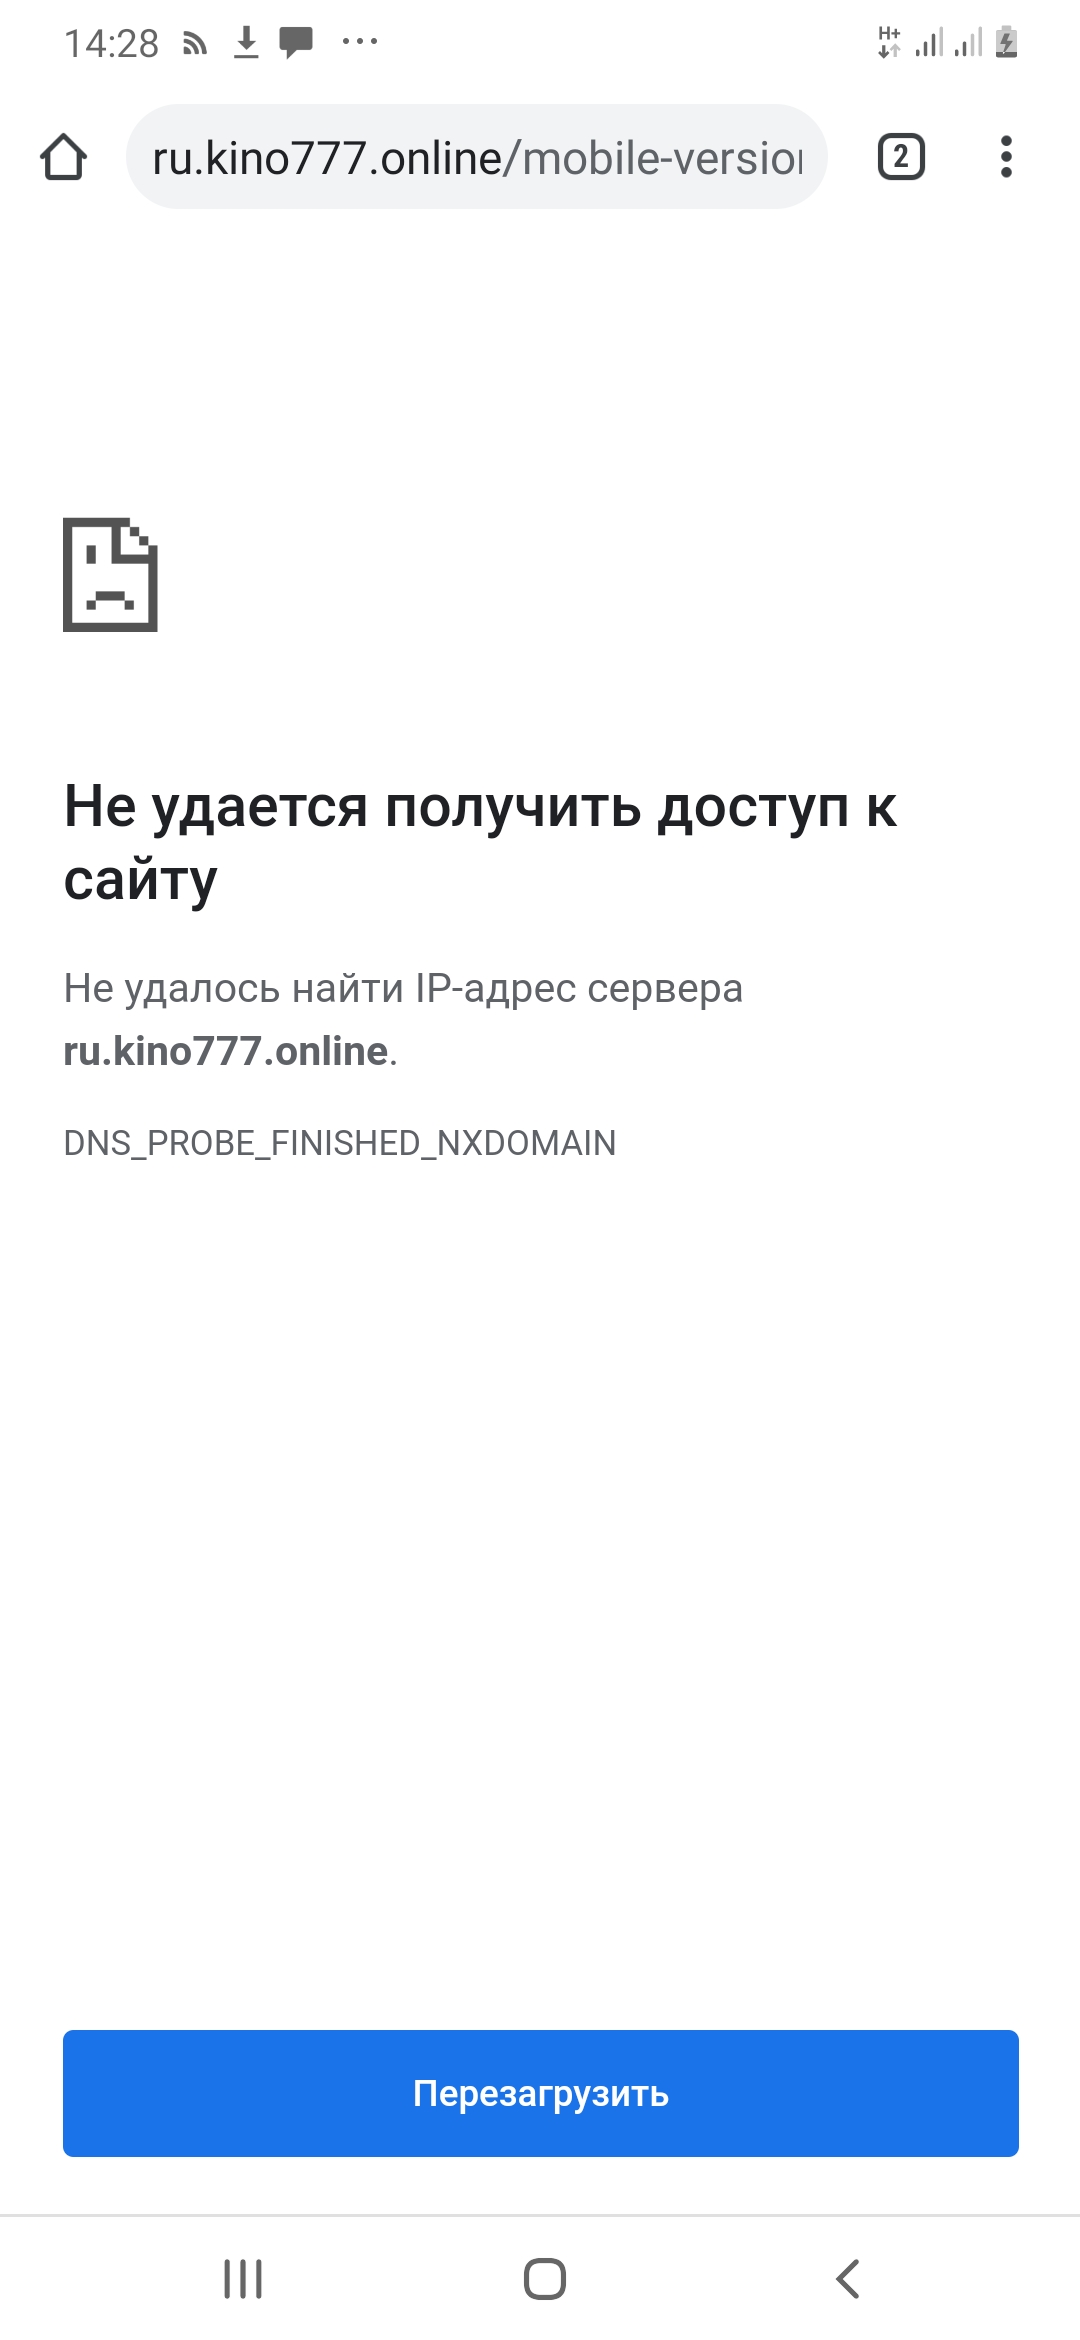 14:28
H+
ru.kino777.online/mobile-version
2
Не удается получить доступ к
сайту
Не удалось найти IP-адрес сервера
ru.kino777.online.
DNS_PROBE_FINISHED_NXDOMAIN
Перезагрузить